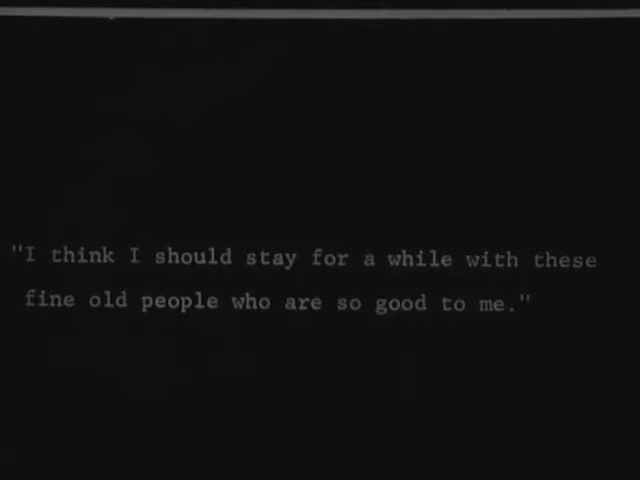 "I think I should stay for a while with these
fine old people who are so good to me."